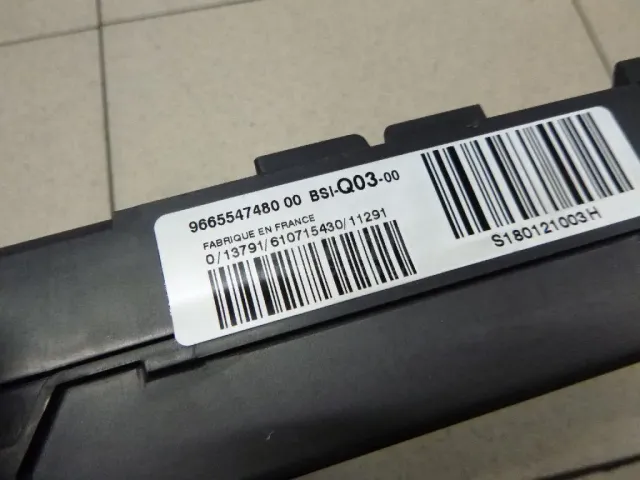 9665547480 00 BSI-Q03-00
FABRIQUE EN FRANCE
0/13791/610715430/11291
S180121003H